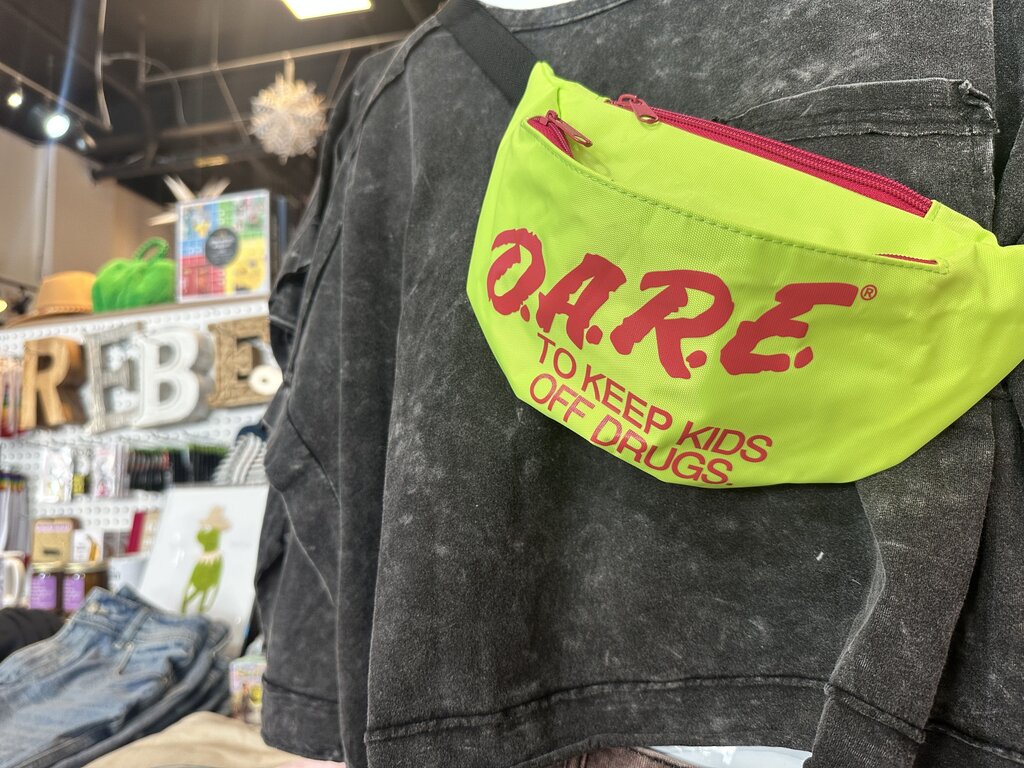 D.A.R.E.®
TO KEEP KIDS
OFF DRUGS.
REBE